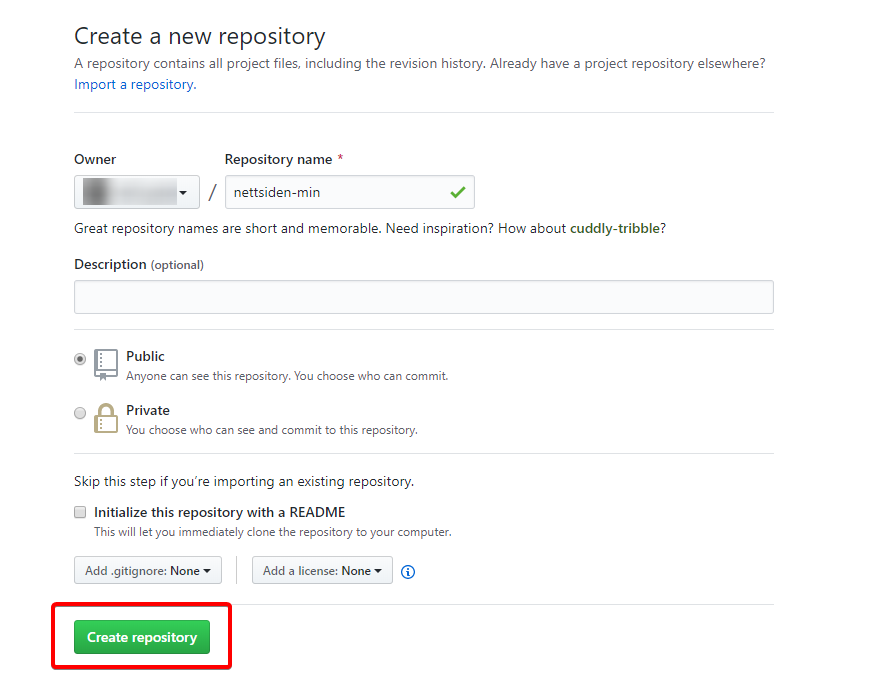 Create a new repository
A repository contains all project files, including the revision history. Already have a project repository elsewhere?
Import a repository.
Owner
Repository name *
/
nettsiden-min
Great repository names are short and memorable. Need inspiration? How about cuddly-tribble?
Description (optional)
Public
Anyone can see this repository. You choose who can commit.
Private
You choose who can see and commit to this repository.
Skip this step if you’re importing an existing repository.
Initialize this repository with a README
This will let you immediately clone the repository to your computer.
Add .gitignore: None
Add a license: None
Create repository